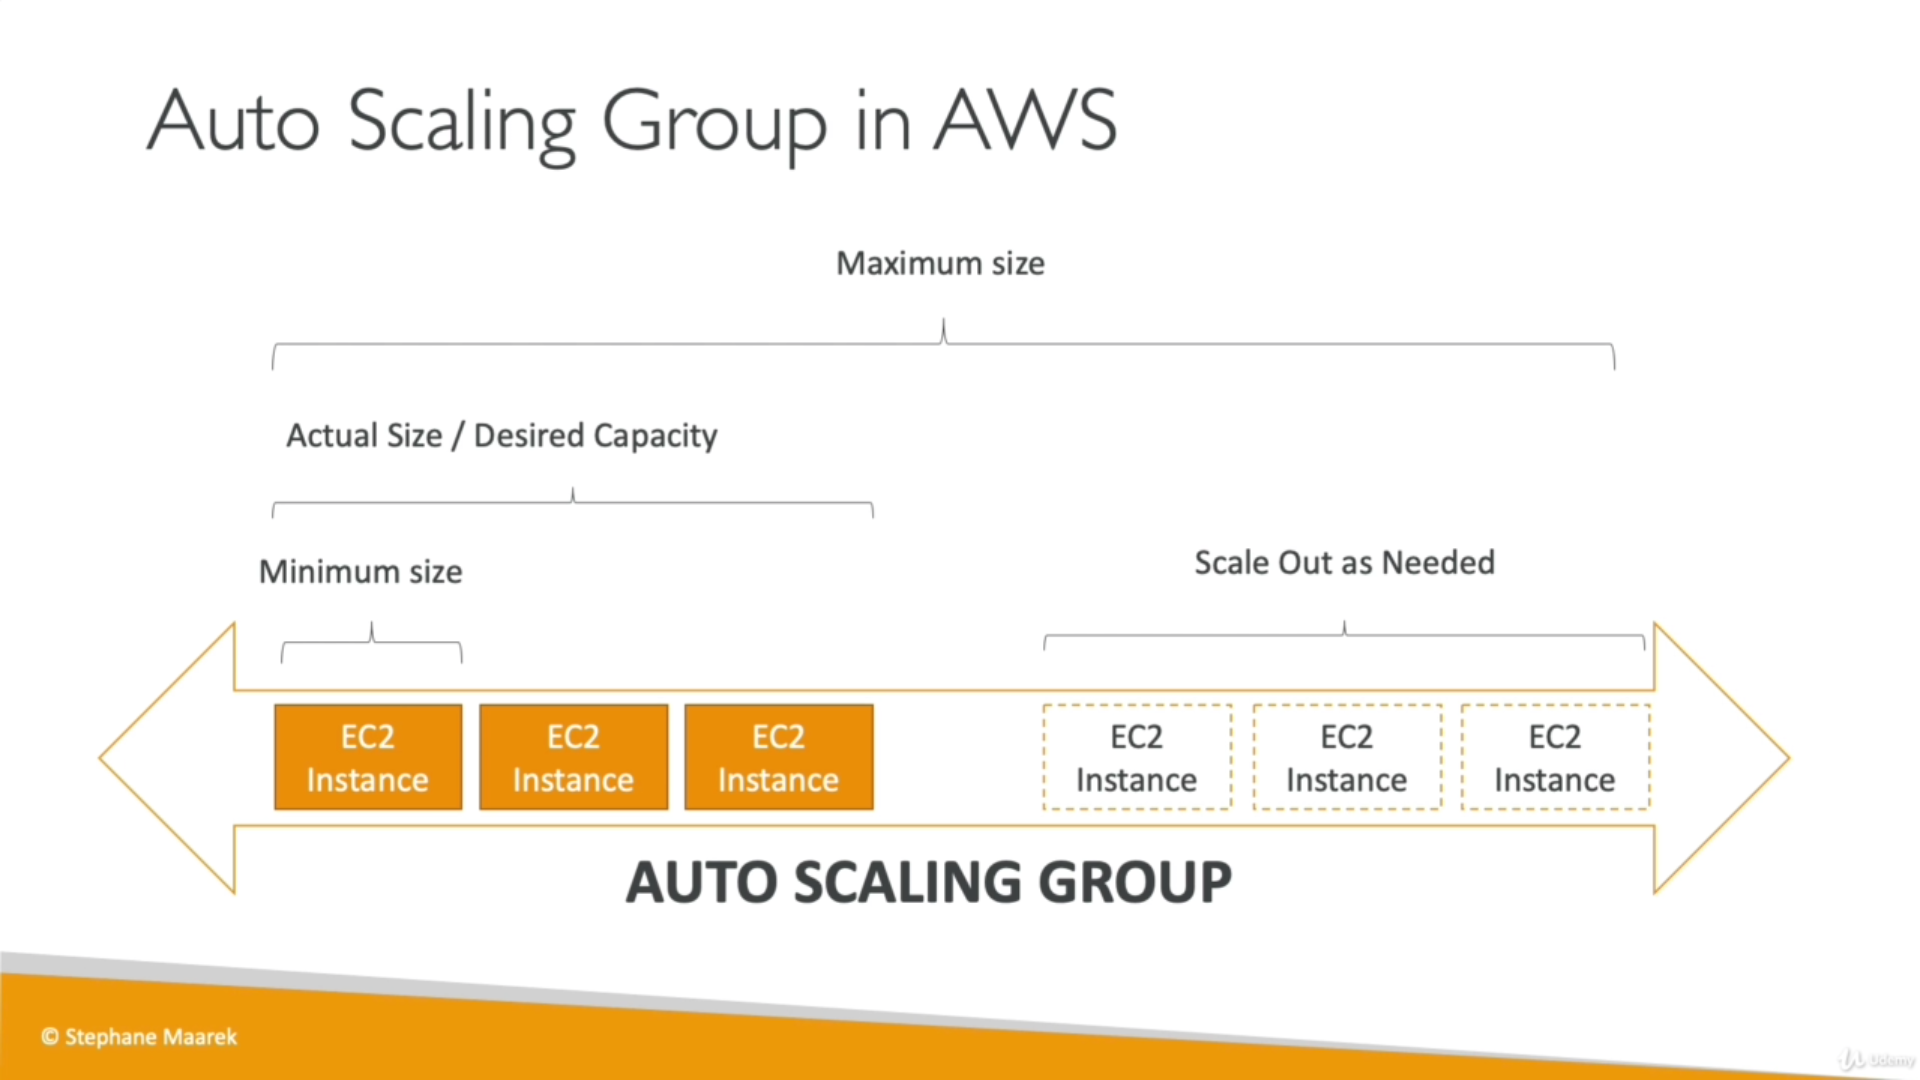 Auto Scaling Group in AWS
Maximum size
Actual Size / Desired Capacity
Minimum size
Scale Out as Needed
EC2
Instance
EC2
Instance
EC2
Instance
EC2
Instance
EC2
Instance
EC2
Instance
AUTO SCALING GROUP
© Stephane Maarek
Udemy